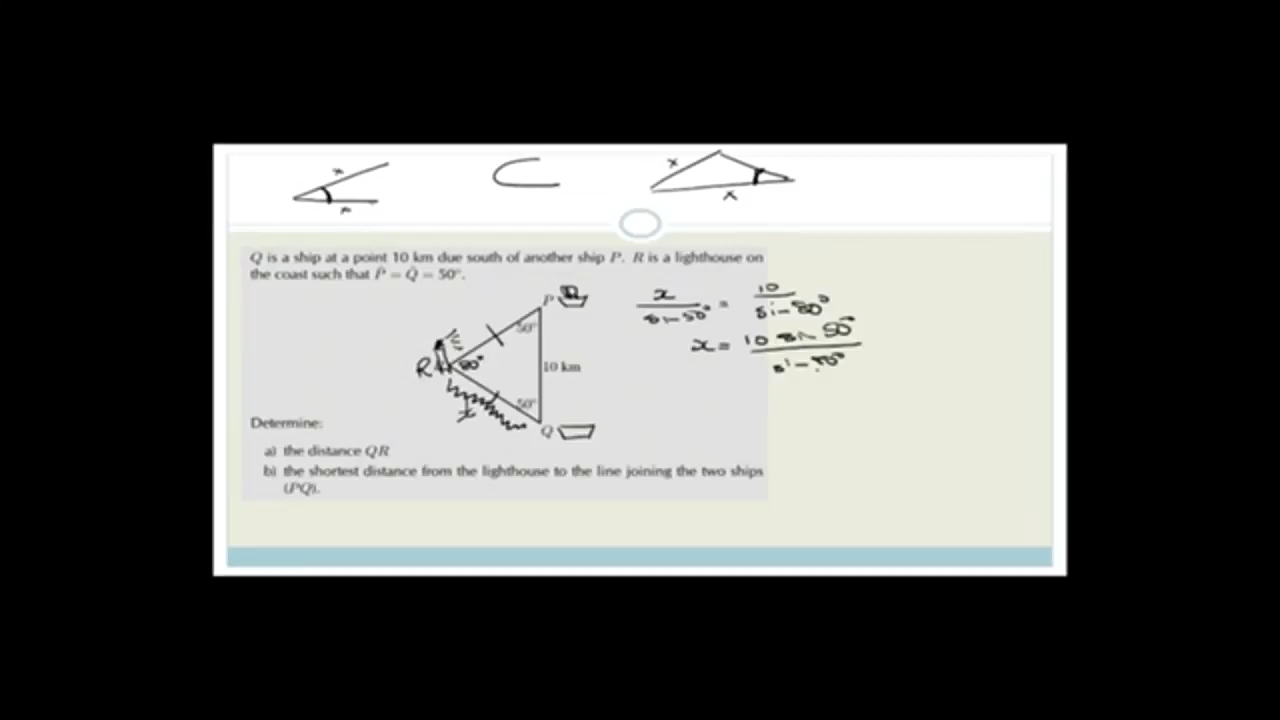 x x
x x
Q is a ship at a point 10 km due south of another ship P. R is a lighthouse on
the coast such that P̂ = Q̂ = 50°.
P
50°
R 80°
10 km
50°
x
Q
x/sin 50° = 10/sin 80°
x = 10 sin 50°/sin 80°
Determine:
a) the distance QR
b) the shortest distance from the lighthouse to the line joining the two ships
(PQ).